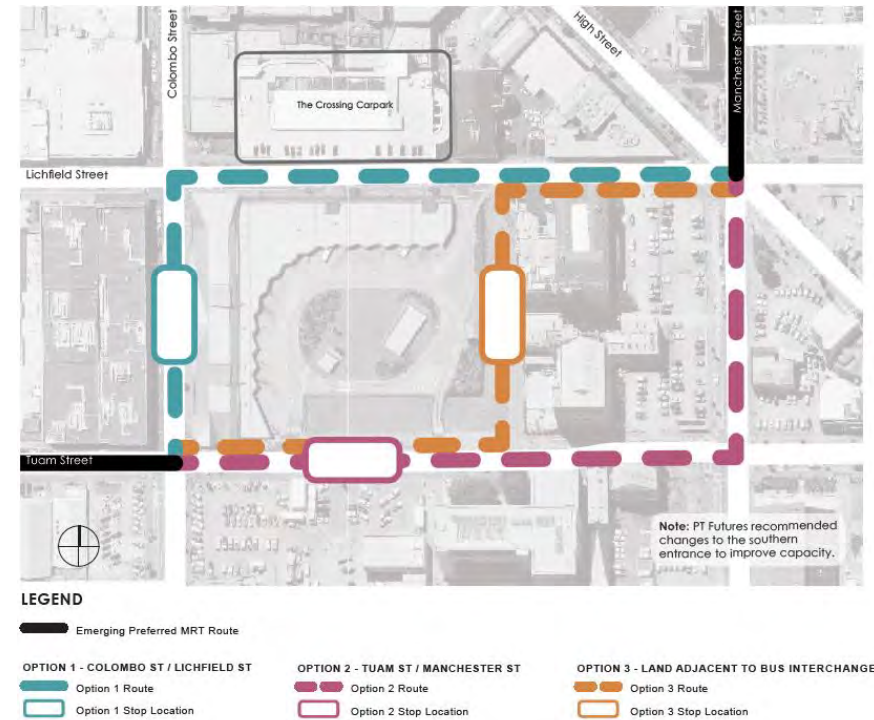 Colombo Street
High Street
Manchester Street
The Crossing Carpark
Lichfield Street
Tuam Street
Note: PT Futures recommended
changes to the southern
entrance to improve capacity.
LEGEND
Emerging Preferred MRT Route
OPTION 1 - COLOMBO ST / LICHFIELD ST
Option 1 Route
Option 1 Stop Location
OPTION 2 - TUAM ST / MANCHESTER ST
Option 2 Route
Option 2 Stop Location
OPTION 3 - LAND ADJACENT TO BUS INTERCHANGE
Option 3 Route
Option 3 Stop Location